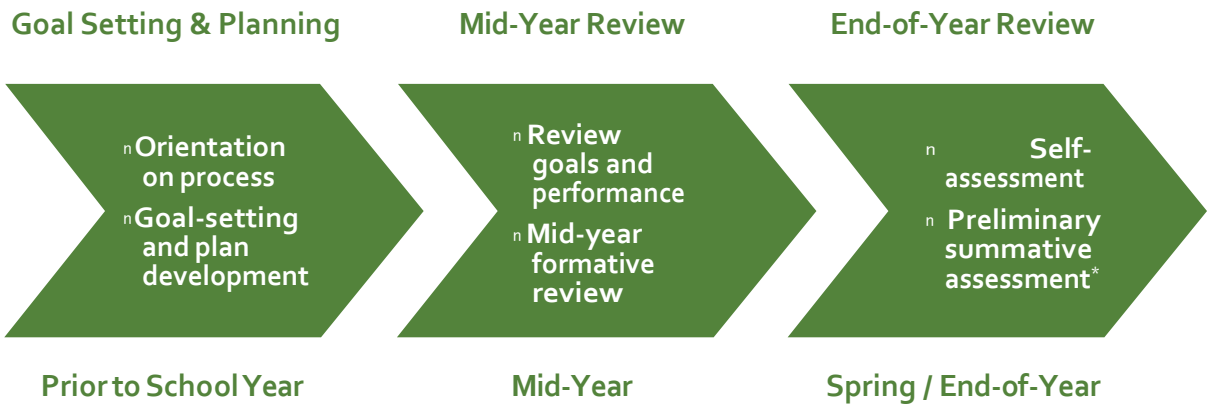 Goal Setting & Planning
Mid-Year Review
End-of-Year Review
n Orientation
on process
n Goal-setting
and plan
development
n Review
goals and
performance
n Mid-year
formative
review
n Self-
assessment
n Preliminary
summative
assessment*
Prior to School Year
Mid-Year
Spring / End-of-Year